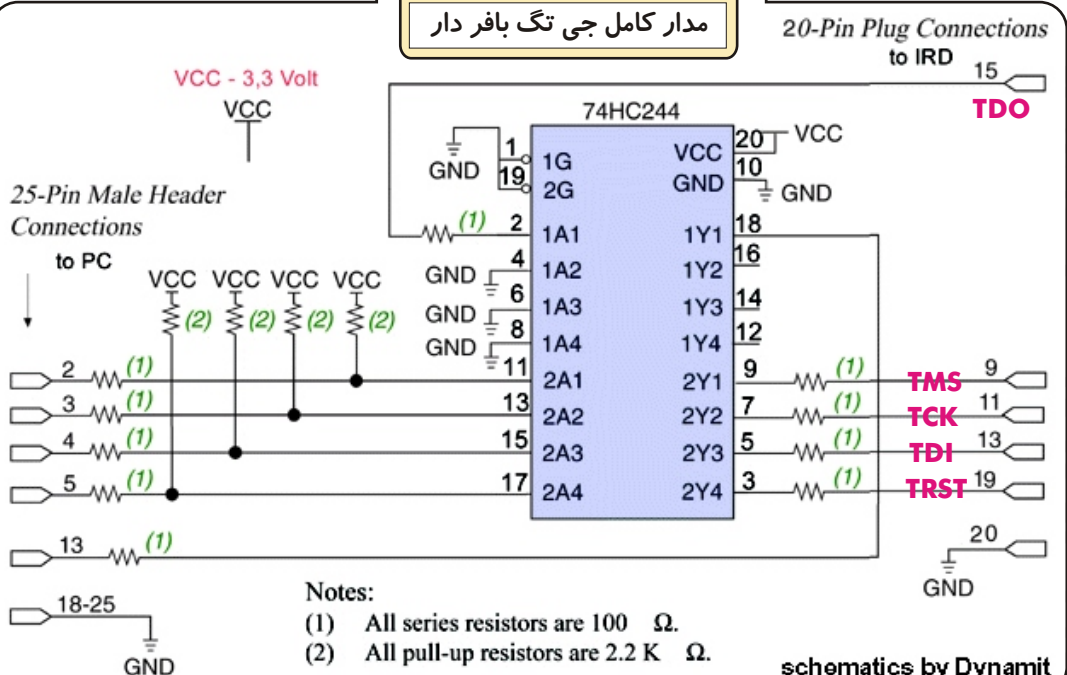 مدار کامل جی تگ بافر دار
20-Pin Plug Connections
to IRD
15
TDO
VCC - 3,3 Volt
VCC
74HC244
25-Pin Male Header
Connections
to PC
GND
1 1G
19 2G
(1) 2 1A1
GND 4 1A2
GND 6 1A3
GND 8 1A4
VCC 20 VCC
GND 10 GND
1Y1 18
1Y2 16
1Y3 14
1Y4 12
VCC VCC VCC VCC
(2) (2) (2) (2)
2 (1) 11 2A1 2Y1 9 (1) TMS 9
3 (1) 13 2A2 2Y2 7 (1) TCK 11
4 (1) 15 2A3 2Y3 5 (1) TDI 13
5 (1) 17 2A4 2Y4 3 (1) TRST 19
13 (1)
20
GND
18-25
GND
Notes:
(1) All series resistors are 100 Ω.
(2) All pull-up resistors are 2.2 K Ω.
schematics by Dynamit